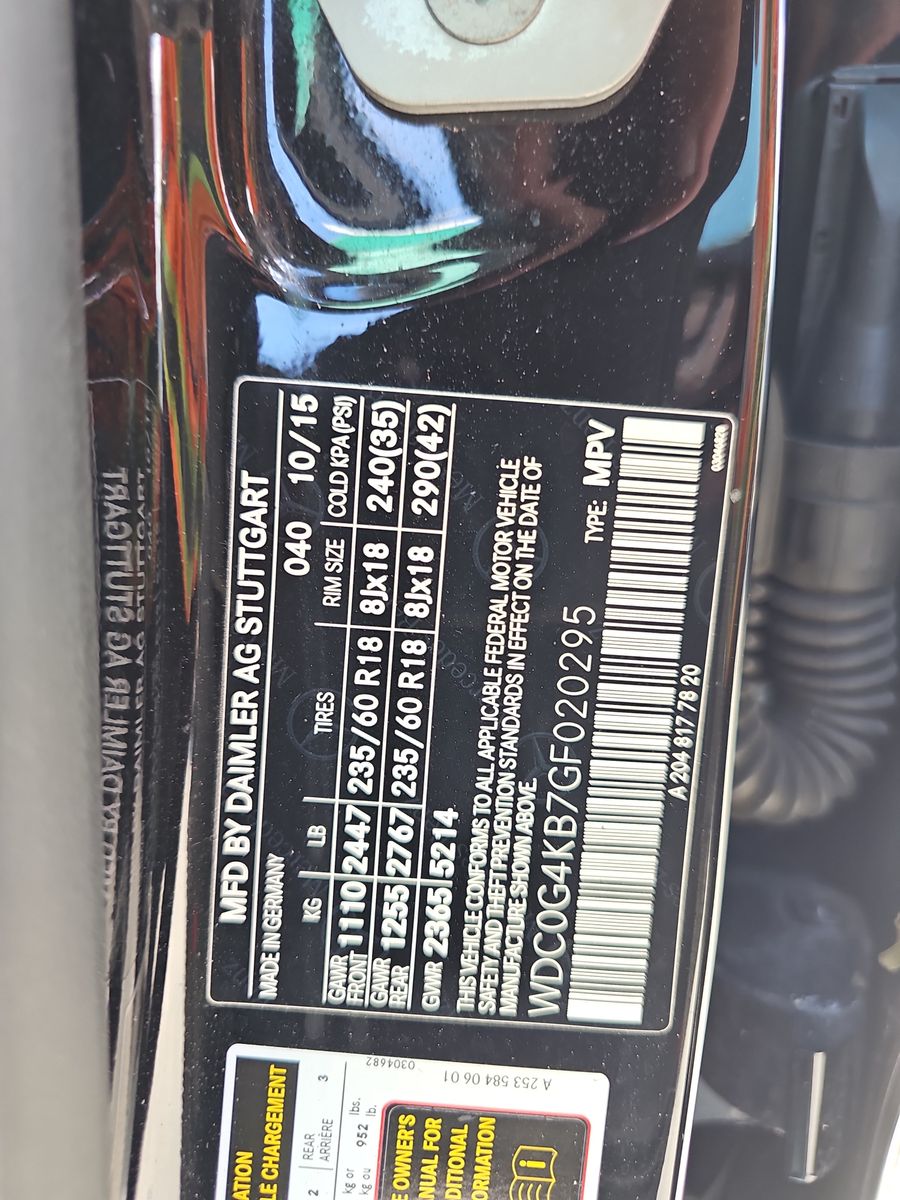 MFD BY DAIMLER AG STUTTGART
MADE IN GERMANY 040 10/15
KG LB TIRES RIM SIZE COLD KPA(PSI)
GAWR FRONT 1110 2447 235/60 R18 8Jx18 240(35)
GAWR REAR 1255 2767 235/60 R18 8Jx18 290(42)
GVWR 2365 5214
THIS VEHICLE CONFORMS TO ALL APPLICABLE FEDERAL MOTOR VEHICLE
SAFETY AND THEFT PREVENTION STANDARDS IN EFFECT ON THE DATE OF
MANUFACTURE SHOWN ABOVE.
WDC0G4KB7GF020295 TYPE: MPV
A 294 817 78 20
ATION
LE CHARGEMENT
2 REAR ARRIÈRE 3
kg or 952 lbs.
kg ou lb.
0304682
A 253 584 06 01
E OWNER'S
NUAL FOR
DITIONAL
ORMATION